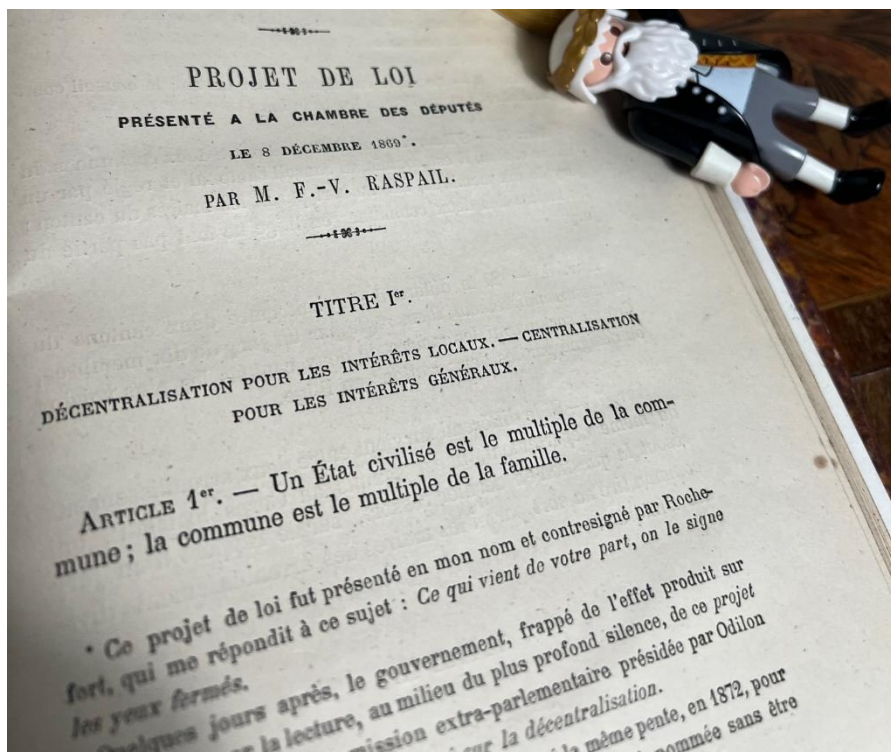 PROJET DE LOI
PRÉSENTÉ A LA CHAMBRE DES DÉPUTÉS
LE 8 DÉCEMBRE 1869*.
PAR M. F.-V. RASPAIL.
TITRE Ier.
DÉCENTRALISATION POUR LES INTÉRÊTS LOCAUX. — CENTRALISATION
POUR LES INTÉRÊTS GÉNÉRAUX.
ARTICLE 1er. — Un État civilisé est le multiple de la com-
mune ; la commune est le multiple de la famille.
* Ce projet de loi fut présenté en mon nom et contresigné par Roche-
fort, qui me répondit à ce sujet : Ce qui vient de votre part, on le signe
les yeux fermés.
Quelques jours après, le gouvernement, frappé de l'effet produit sur
la lecture, au milieu du plus profond silence, de ce projet
mission extra-parlementaire présidée par Odilon
sur la décentralisation.
la même pente, en 1872, pour
nommée sans être